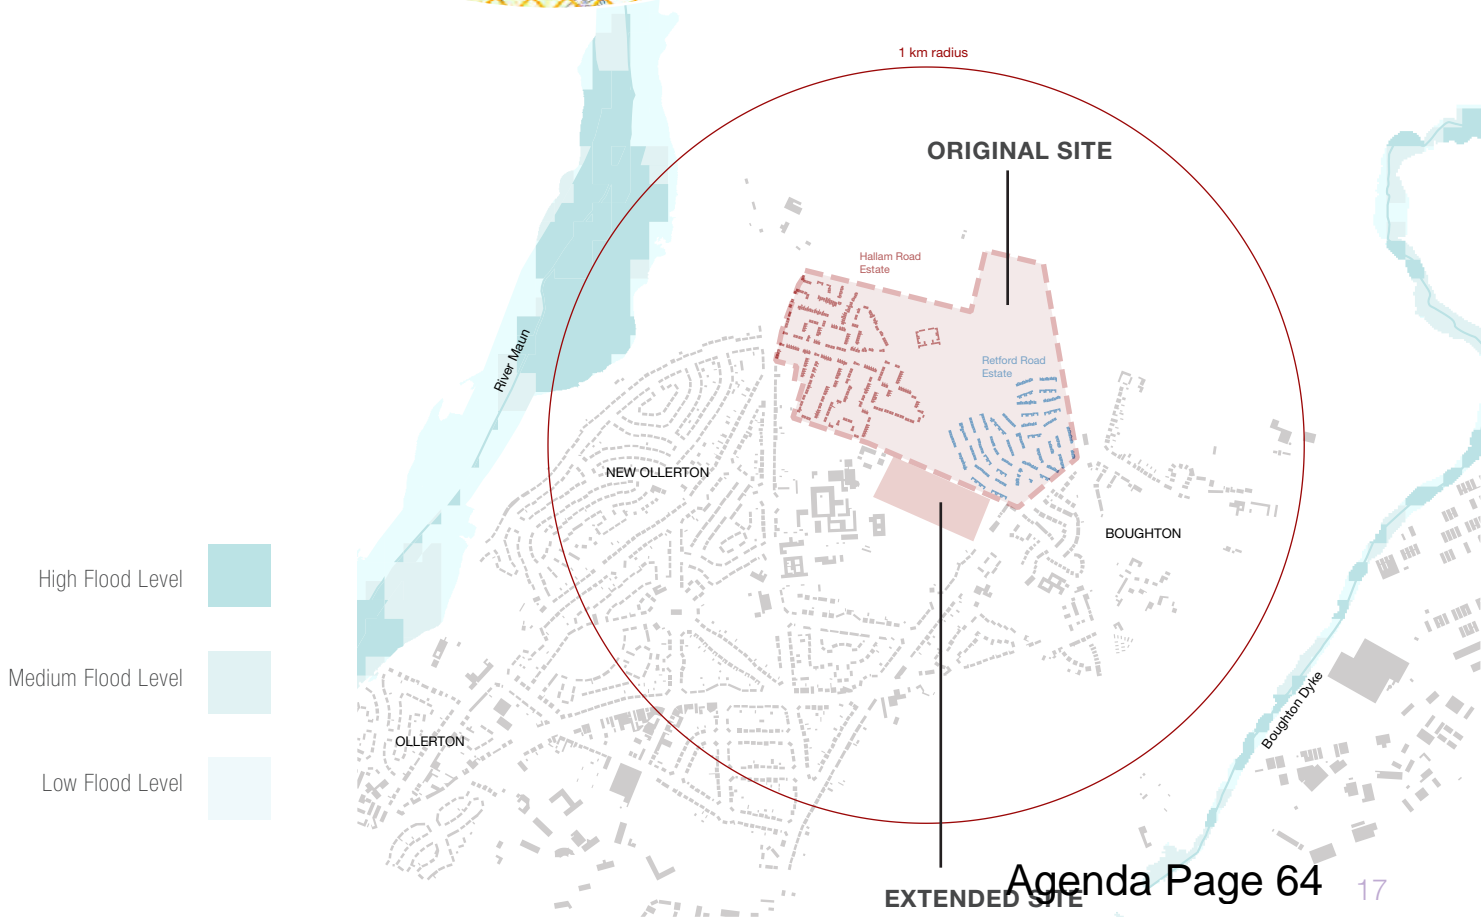 1 km radius
ORIGINAL SITE
Hallam Road
Estate
River Maun
Retford Road
Estate
NEW OLLERTON
BOUGHTON
High Flood Level
Medium Flood Level
Boughton Dyke
OLLERTON
Low Flood Level
EXTENDED SITE
Agenda Page 64
17